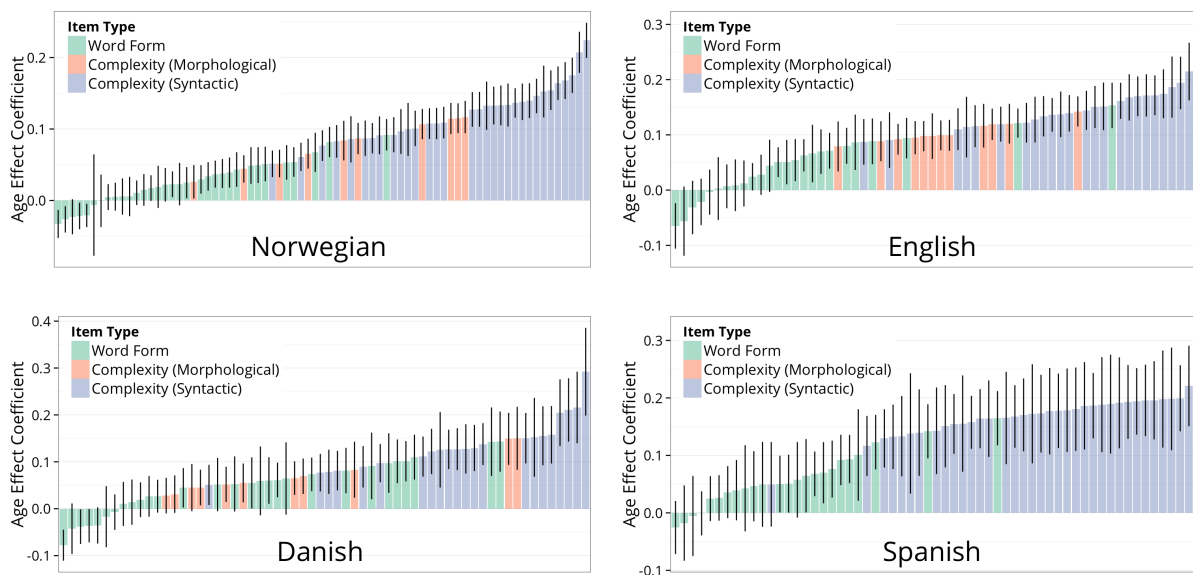 Item Type
Word Form
Complexity (Morphological)
Complexity (Syntactic)
Age Effect Coefficient
0.2
0.1
0.0
Norwegian
Item Type
Word Form
Complexity (Morphological)
Complexity (Syntactic)
Age Effect Coefficient
0.3
0.2
0.1
0.0
-0.1
English
Item Type
Word Form
Complexity (Morphological)
Complexity (Syntactic)
Age Effect Coefficient
0.4
0.3
0.2
0.1
0.0
-0.1
Danish
Item Type
Word Form
Complexity (Morphological)
Complexity (Syntactic)
Age Effect Coefficient
0.3
0.2
0.1
0.0
-0.1
Spanish